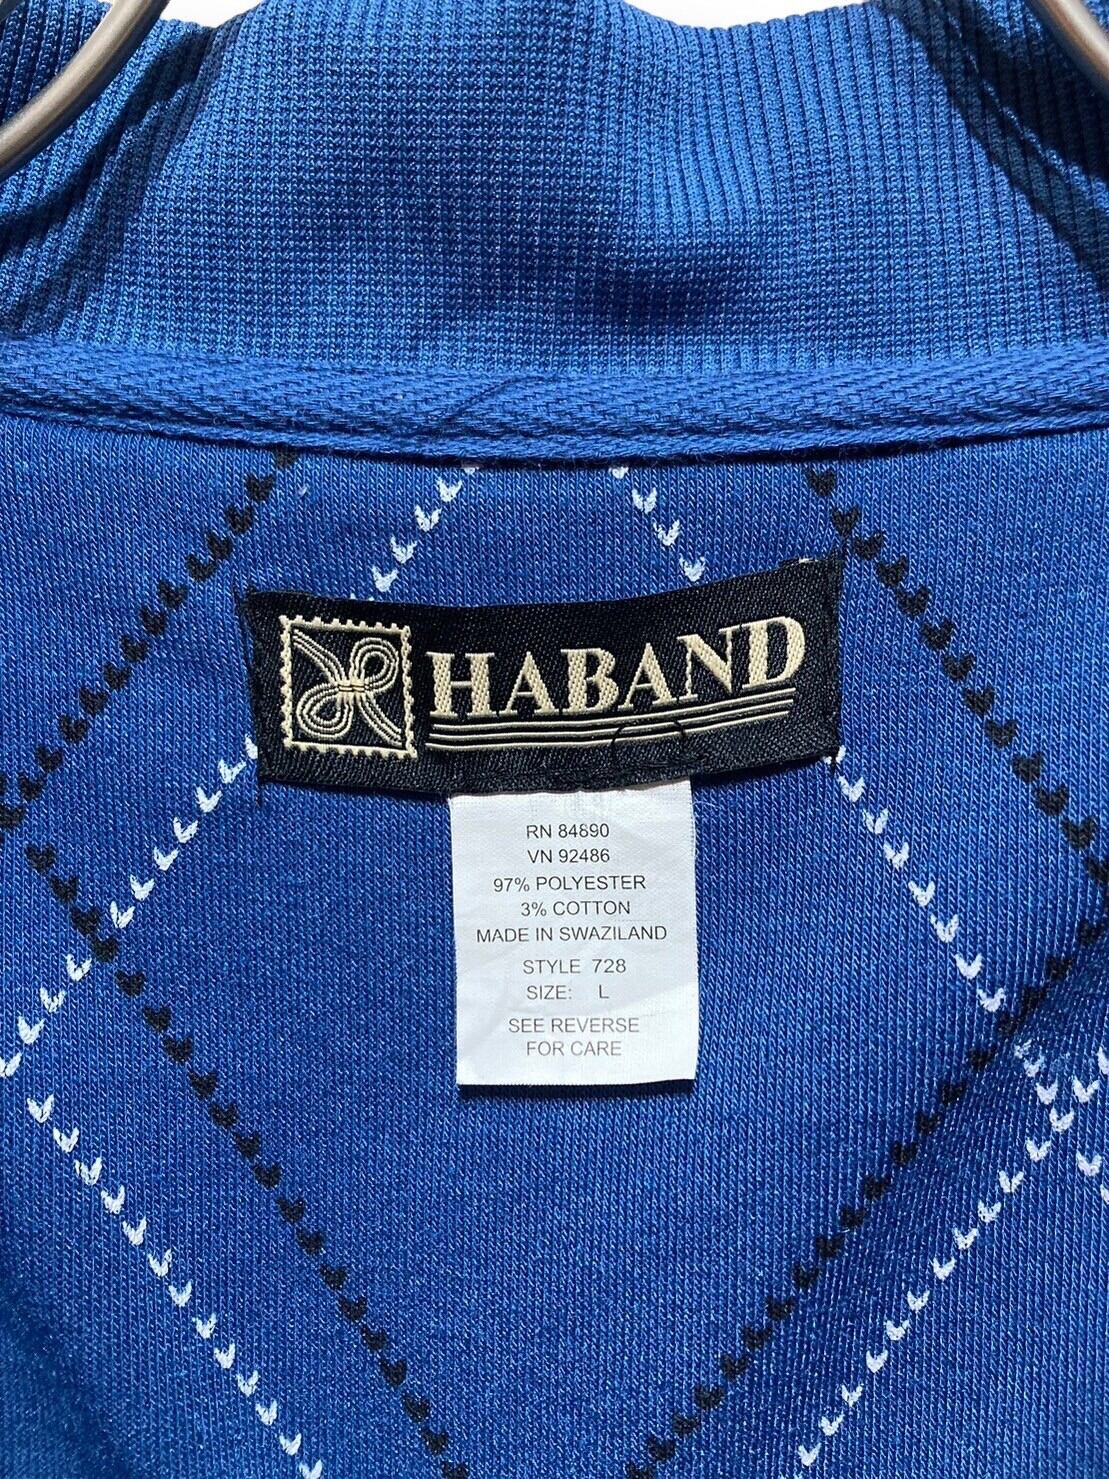 HABAND
RN 84890
VN 92486
97% POLYESTER
3% COTTON
MADE IN SWAZILAND
STYLE 728
SIZE: L
SEE REVERSE
FOR CARE